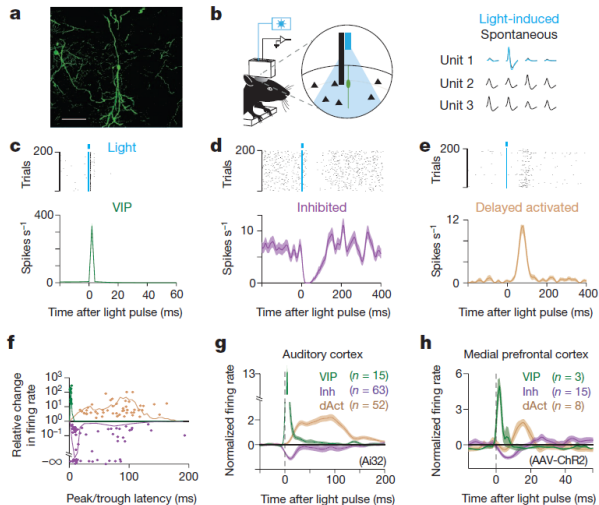 a
b
Light-induced
Spontaneous
Unit 1
Unit 2
Unit 3
c
Light
200
Trials
0
VIP
400
Spikes s–1
0
0 20 40 60
Time after light pulse (ms)
d
200
Trials
0
Inhibited
10
Spikes s–1
0
0 200 400
Time after light pulse (ms)
e
200
Trials
0
Delayed activated
12
Spikes s–1
0
0 200 400
Time after light pulse (ms)
f
Relative change
in firing rate
10³
10²
10¹
10⁰
10⁰
10–1
–∞
0 100 200
Peak/trough latency (ms)
g
Auditory cortex
13
2
0
Normalized firing rate
VIP (n = 15)
Inh (n = 63)
dAct (n = 52)
(Ai32)
0 100 200
Time after light pulse (ms)
h
Medial prefrontal cortex
6
3
0
Normalized firing rate
VIP (n = 3)
Inh (n = 15)
dAct (n = 8)
(AAV-ChR2)
0 20 40
Time after light pulse (ms)